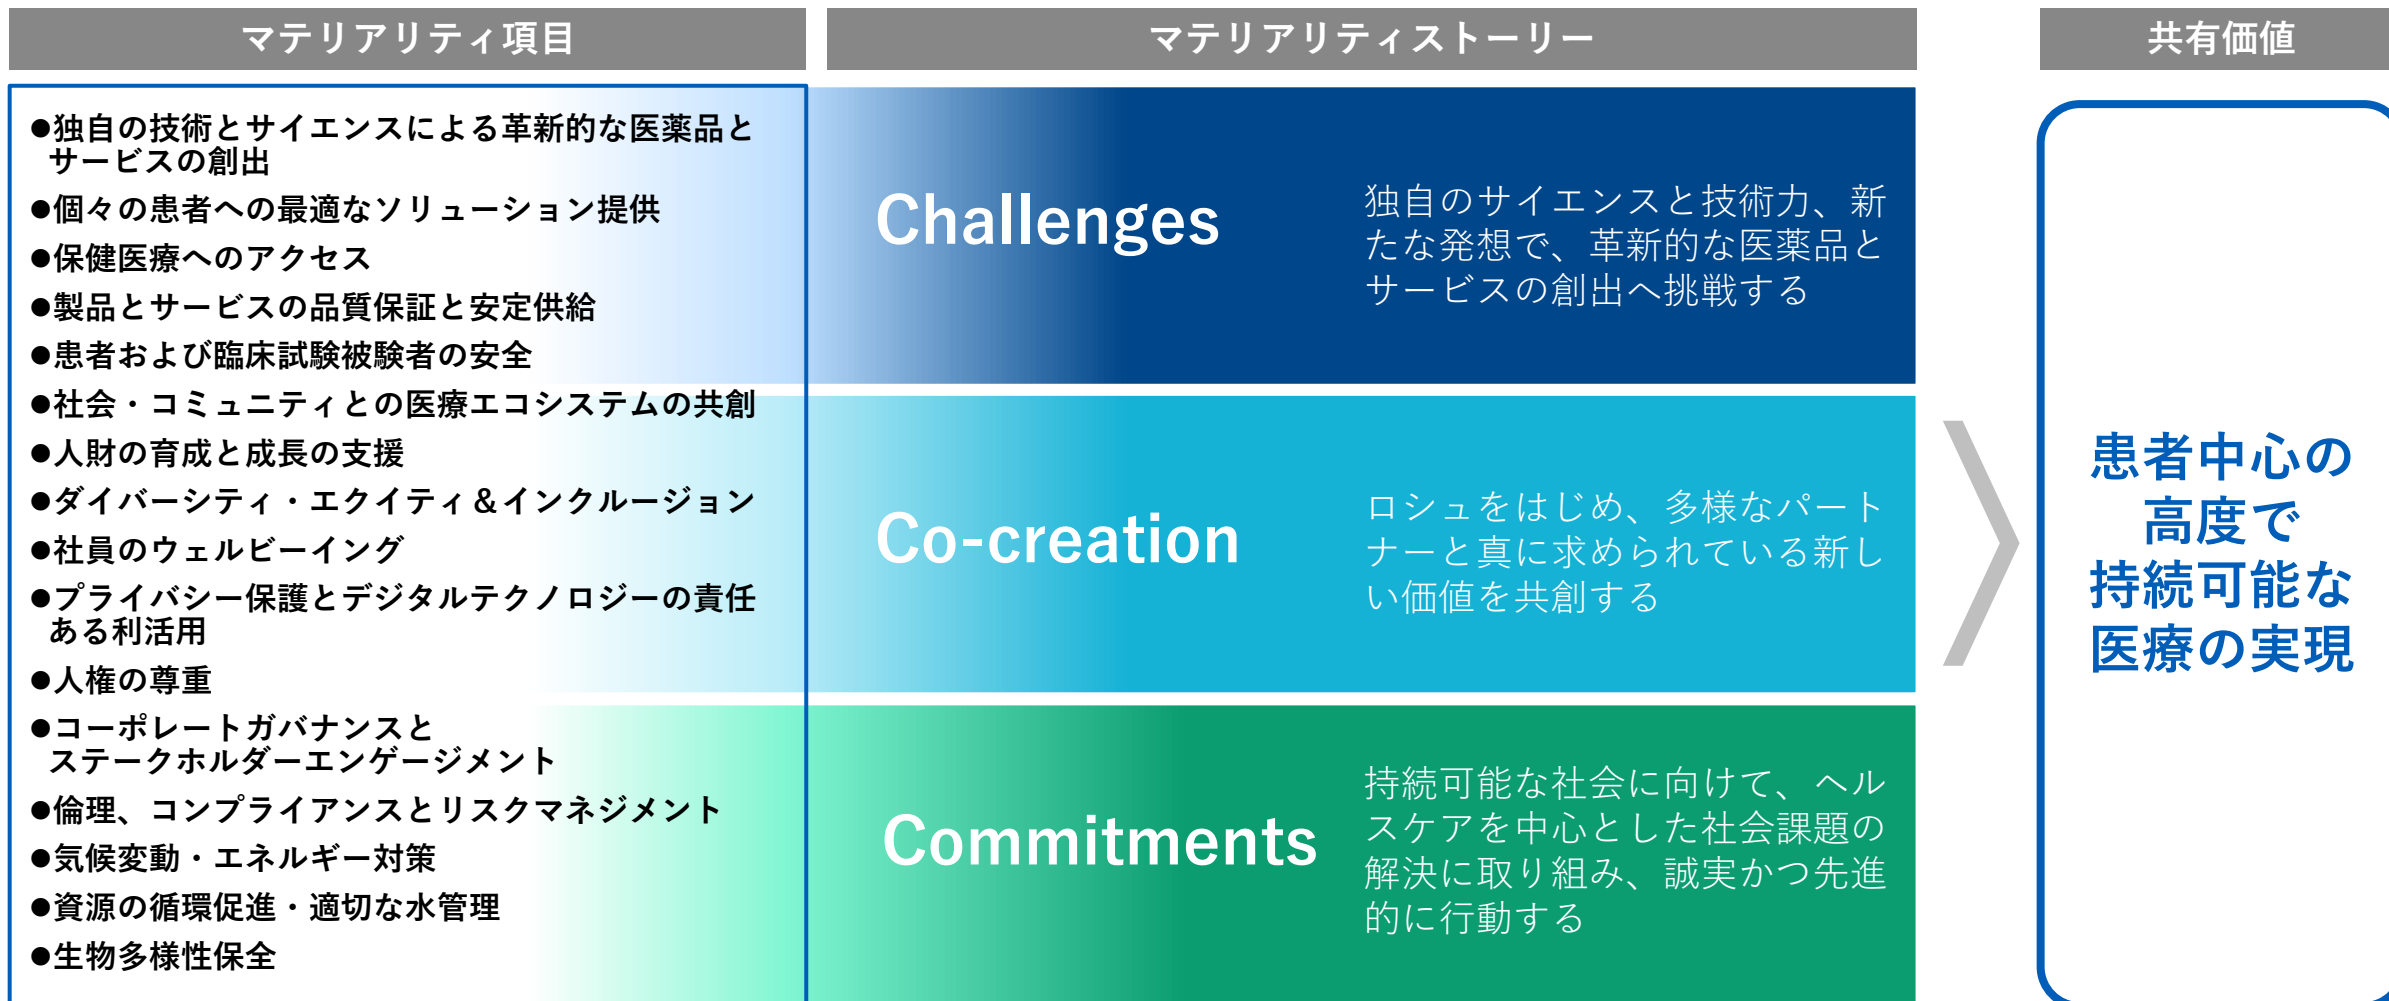 マテリアリティ項目
マテリアリティストーリー
共有価値
●独自の技術とサイエンスによる革新的な医薬品と
サービスの創出
●個々の患者への最適なソリューション提供
●保健医療へのアクセス
●製品とサービスの品質保証と安定供給
●患者および臨床試験被験者の安全
●社会・コミュニティとの医療エコシステムの共創
●人財の育成と成長の支援
●ダイバーシティ・エクイティ＆インクルージョン
●社員のウェルビーイング
●プライバシー保護とデジタルテクノロジーの責任
ある利活用
●人権の尊重
●コーポレートガバナンスと
ステークホルダーエンゲージメント
●倫理、コンプライアンスとリスクマネジメント
●気候変動・エネルギー対策
●資源の循環促進・適切な水管理
●生物多様性保全
Challenges
独自のサイエンスと技術力、新
たな発想で、革新的な医薬品と
サービスの創出へ挑戦する
Co-creation
ロシュをはじめ、多様なパート
ナーと真に求められている新し
い価値を共創する
Commitments
持続可能な社会に向けて、ヘル
スケアを中心とした社会課題の
解決に取り組み、誠実かつ先進
的に行動する
患者中心の
高度で
持続可能な
医療の実現